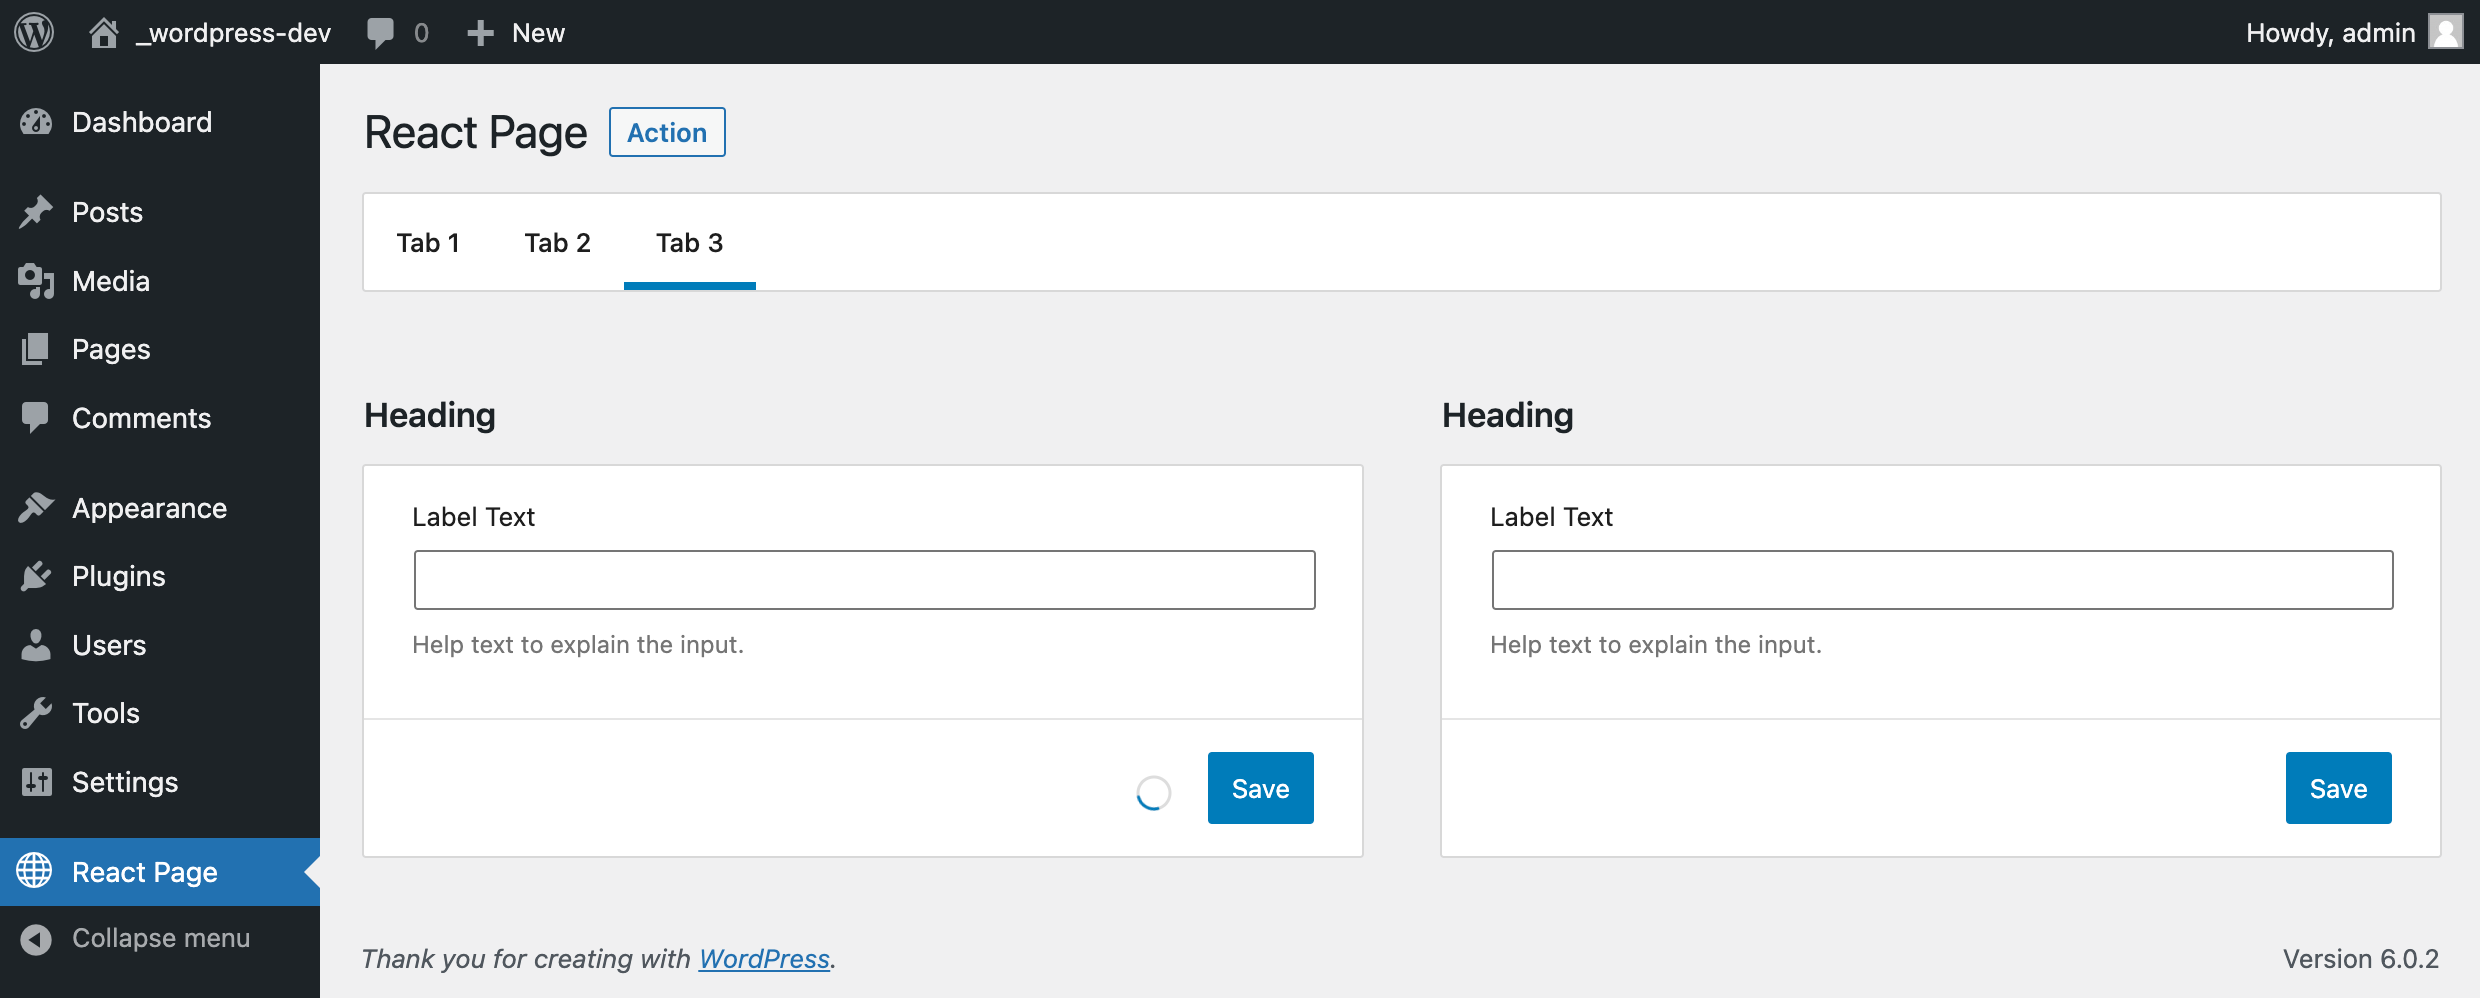 _wordpress-dev 0 New Howdy, admin
Dashboard
Posts
Media
Pages
Comments
Appearance
Plugins
Users
Tools
Settings
React Page
Collapse menu
React Page Action
Tab 1 Tab 2 Tab 3
Heading
Label Text
Help text to explain the input.
Save
Heading
Label Text
Help text to explain the input.
Save
Thank you for creating with WordPress.
Version 6.0.2